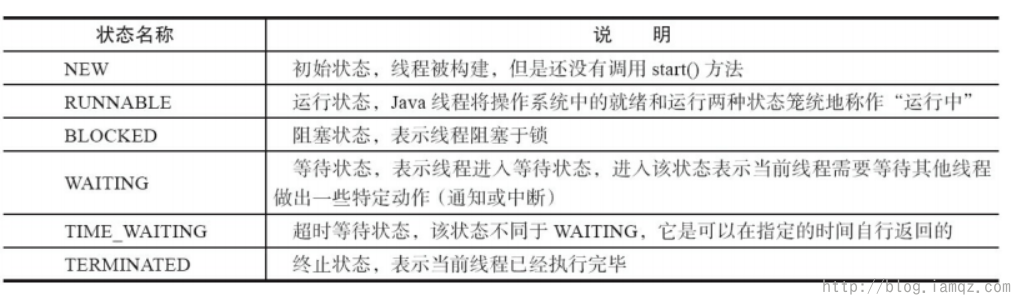 状态名称 说 明
NEW 初始状态，线程被构建，但是还没有调用 start() 方法
RUNNABLE 运行状态，Java 线程将操作系统中的就绪和运行两种状态笼统地称作“运行中”
BLOCKED 阻塞状态，表示线程阻塞于锁
WAITING 等待状态，表示线程进入等待状态，进入该状态表示当前线程需要等待其他线程
做出一些特定动作（通知或中断）
TIME_WAITING 超时等待状态，该状态不同于 WAITING，它是可以在指定的时间自行返回的
TERMINATED 终止状态，表示当前线程已经执行完毕
http://blog.iamqz.com